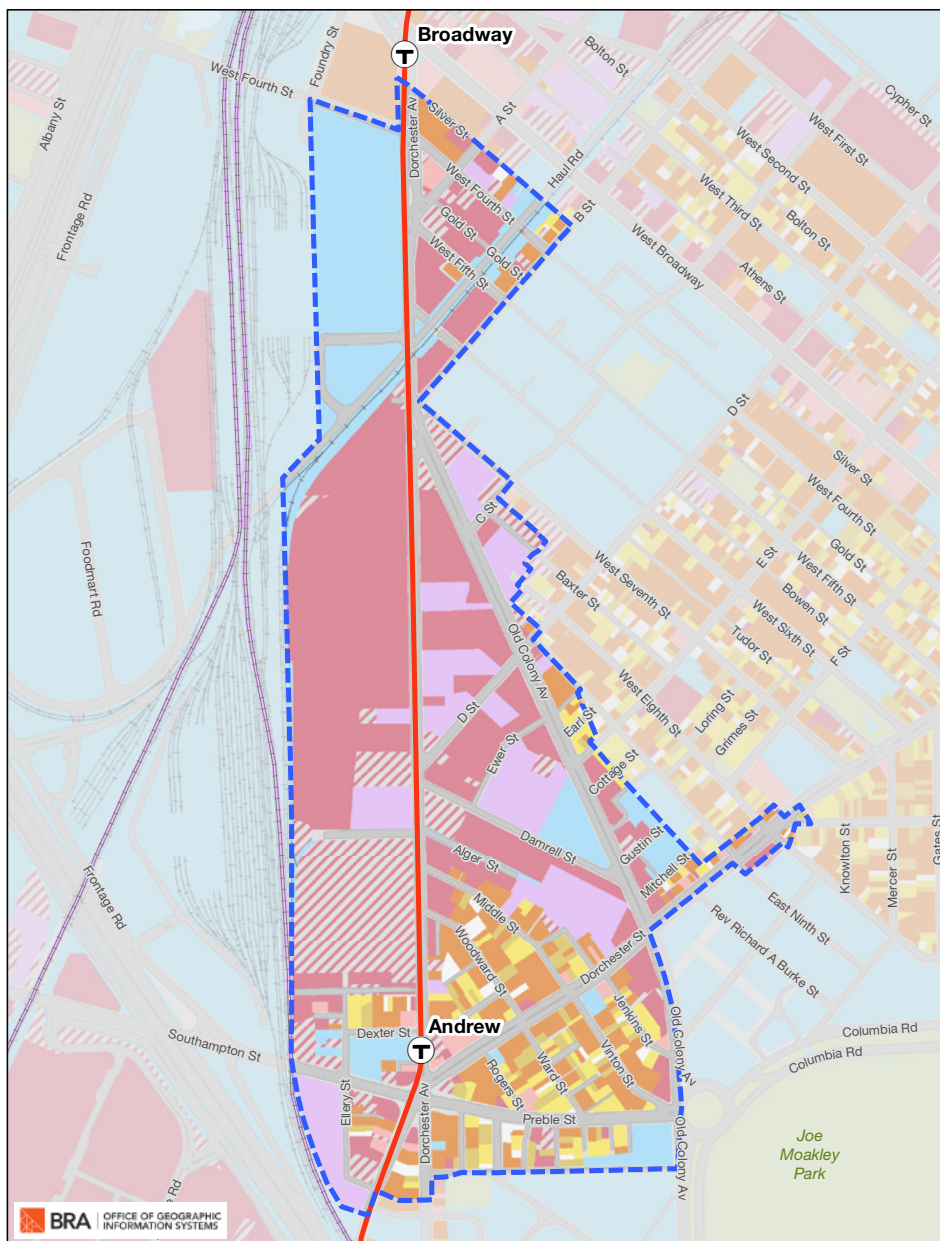 Broadway
Foundry St
Bolton St
Cypher St
West Fourth St
Albany St
A St
Silver St
West First St
Dorchester Av
West Second St
Haul Rd
West Fourth St
West Third St
Frontage Rd
B St
Bolton St
Gold St
Gold St
West Broadway
West Fifth St
Athens St
D St
Silver St
West Fourth St
C St
Foodmart Rd
West Seventh St
E St
Gold St
West Fifth St
Baxter St
Bowen St
West Sixth St
Old Colony Av
Tudor St
F St
D St
West Eighth St
Loring St
Earl St
Grimes St
Ewer St
Cottage St
Damrell St
Gustin St
Alger St
Mitchell St
Knowlton St
Mercer St
Gates St
Frontage Rd
Middle St
East Ninth St
Woodward St
Dorchester St
Rev Richard A Burke St
Jenkins St
Southampton St
Dexter St
Andrew
Old Colony Av
Columbia Rd
Columbia Rd
Vinton St
Ward St
Rogers St
Ellery St
Dorchester Av
Preble St
Old Colony Av
Joe
Moakley
Park
Rd
BRA
OFFICE OF GEOGRAPHIC
INFORMATION SYSTEMS